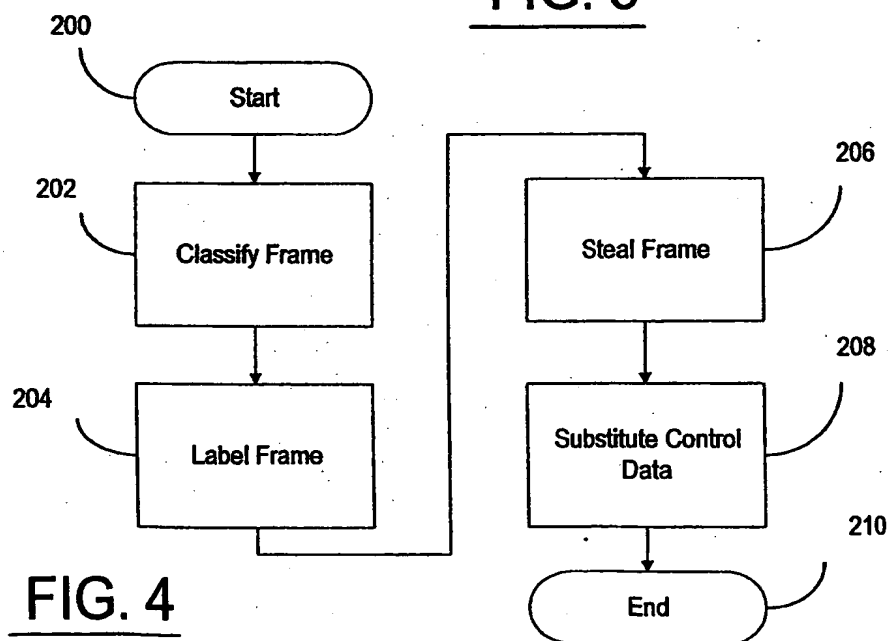 200
Start
202
Classify Frame
204
Label Frame
206
Steal Frame
208
Substitute Control
Data
210
End
FIG. 4